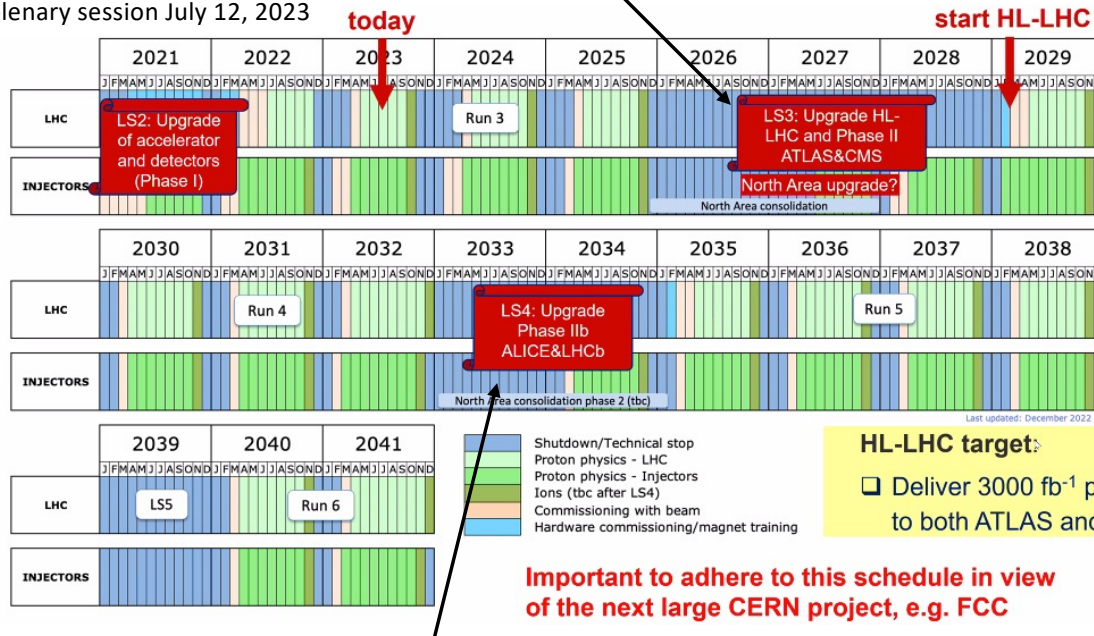 lenary session July 12, 2023
today
start HL-LHC
2021 2022 2023 2024 2025 2026 2027 2028 2029
J F M A M J J A S O N D J F M A M J J A S O N D J F M A M J J A S O N D J F M A M J J A S O N D J F M A M J J A S O N D J F M A M J J A S O N D J F M A M J J A S O N D J F M A M J J A S O N D J F M A M J J A S O N
LHC
LS2: Upgrade
of accelerator
and detectors
(Phase I)
Run 3
LS3: Upgrade HL-
LHC and Phase II
ATLAS&CMS
INJECTORS
North Area upgrade?
North Area consolidation
2030 2031 2032 2033 2034 2035 2036 2037 2038
J F M A M J J A S O N D J F M A M J J A S O N D J F M A M J J A S O N D J F M A M J J A S O N D J F M A M J J A S O N D J F M A M J J A S O N D J F M A M J J A S O N D J F M A M J J A S O N D J F M A M J J A S O N
LHC
Run 4
LS4: Upgrade
Phase IIb
ALICE&LHCb
Run 5
INJECTORS
North Area consolidation phase 2 (tbc)
Last updated: December 2022
2039 2040 2041
J F M A M J J A S O N D J F M A M J J A S O N D J F M A M J J A S O N D
LHC
LS5
Run 6
INJECTORS
Shutdown/Technical stop
Proton physics - LHC
Proton physics - Injectors
Ions (tbc after LS4)
Commissioning with beam
Hardware commissioning/magnet training
HL-LHC target:
❑ Deliver 3000 fb⁻¹ p
to both ATLAS and
Important to adhere to this schedule in view
of the next large CERN project, e.g. FCC